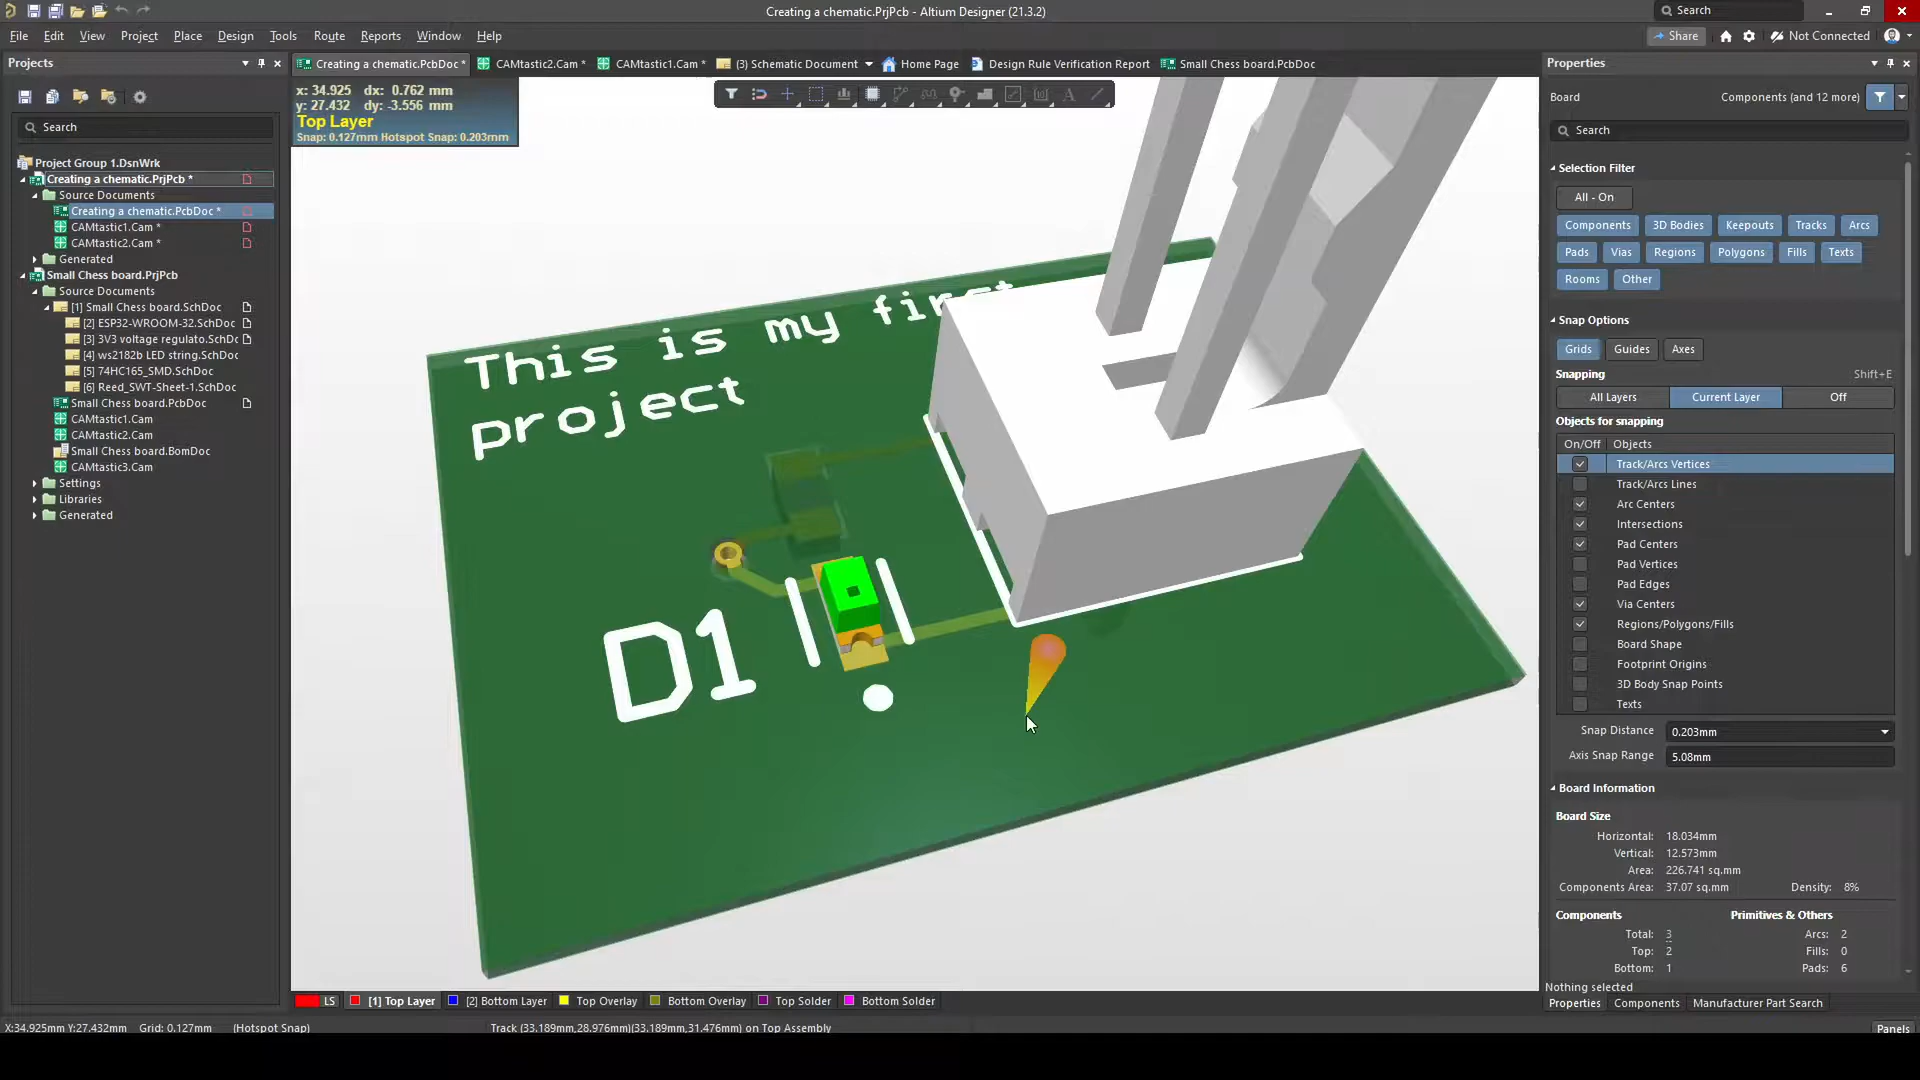 Creating a chematic.PrjPcb - Altium Designer (21.3.2)
Search
File Edit View Project Place Design Tools Route Reports Window Help
Share
Not Connected
Projects
Creating a chematic.PcbDoc *
CAMtastic2.Cam *
CAMtastic1.Cam *
(3) Schematic Document
Home Page
Design Rule Verification Report
Small Chess board.PcbDoc
Properties
x: 34.925 dx: 0.762 mm
y: 27.432 dy: -3.556 mm
Top Layer
Snap: 0.127mm Hotspot Snap: 0.203mm
Search
Project Group 1.DsnWrk
Creating a chematic.PrjPcb *
Source Documents
Creating a chematic.PcbDoc *
CAMtastic1.Cam *
CAMtastic2.Cam *
Generated
Small Chess board.PrjPcb
Source Documents
[1] Small Chess board.SchDoc
[2] ESP32-WROOM-32.SchDoc
[3] 3V3 voltage regulato.SchDoc
[4] ws2182b LED string.SchDoc
[5] 74HC165_SMD.SchDoc
[6] Reed_SWT-Sheet-1.SchDoc
Small Chess board.PcbDoc
CAMtastic1.Cam
CAMtastic2.Cam
Small Chess board.BomDoc
CAMtastic3.Cam
Settings
Libraries
Generated
This is my first
project
D1
Board
Components (and 12 more)
Search
Selection Filter
All - On
Components 3D Bodies Keepouts Tracks Arcs
Pads Vias Regions Polygons Fills Texts
Rooms Other
Snap Options
Grids Guides Axes
Snapping Shift+E
All Layers Current Layer Off
Objects for snapping
On/Off Objects
Track/Arcs Vertices
Track/Arcs Lines
Arc Centers
Intersections
Pad Centers
Pad Vertices
Pad Edges
Via Centers
Regions/Polygons/Fills
Board Shape
Footprint Origins
3D Body Snap Points
Texts
Snap Distance 0.203mm
Axis Snap Range 5.08mm
Board Information
Board Size
Horizontal: 18.034mm
Vertical: 12.573mm
Area: 226.741 sq.mm
Components Area: 37.07 sq.mm Density: 8%
Components Primitives & Others
Total: 3 Arcs: 2
Top: 2 Fills: 0
Bottom: 1 Pads: 6
Nothing selected
Properties Components Manufacturer Part Search
LS [1] Top Layer [2] Bottom Layer Top Overlay Bottom Overlay Top Solder Bottom Solder
X:34.925mm Y:27.432mm Grid: 0.127mm (Hotspot Snap) Track (33.189mm,28.976mm)(33.189mm,31.476mm) on Top Assembly
Panels